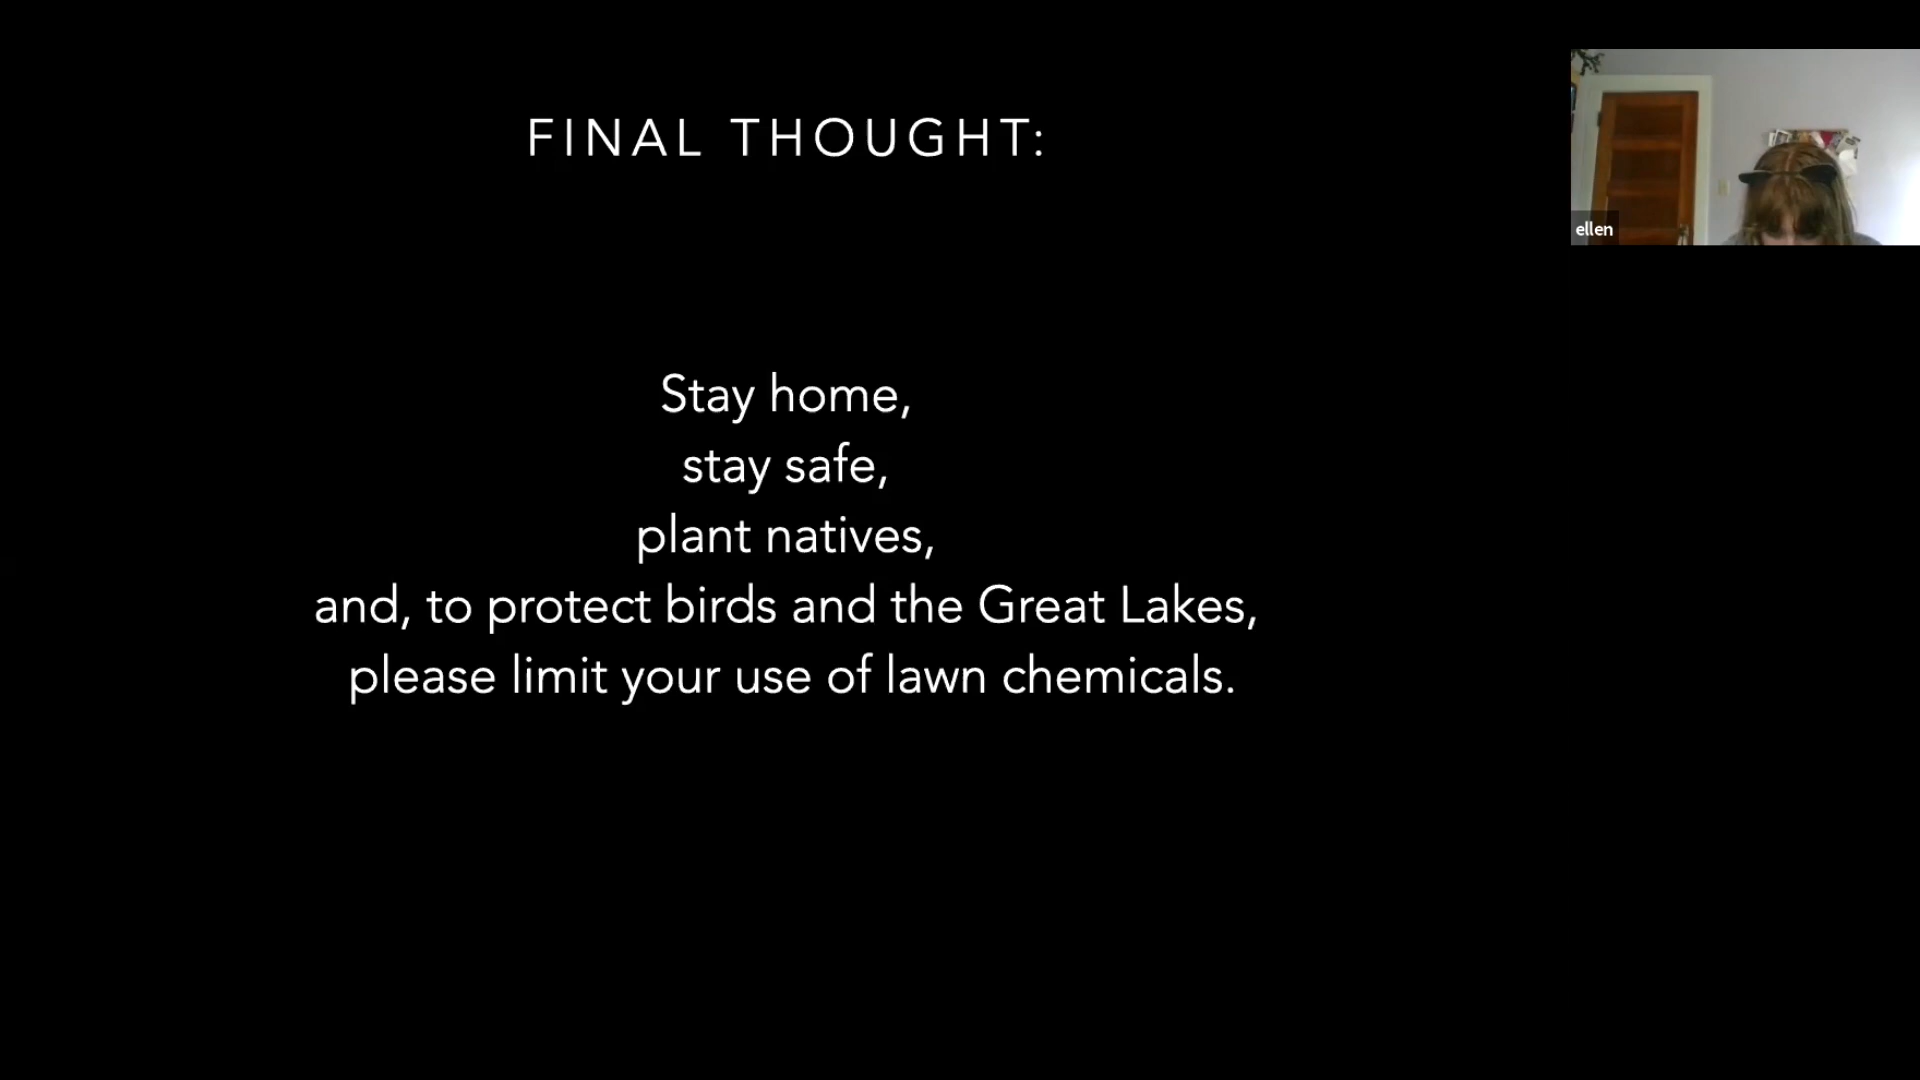 FINAL THOUGHT:
ellen
Stay home,
stay safe,
plant natives,
and, to protect birds and the Great Lakes,
please limit your use of lawn chemicals.